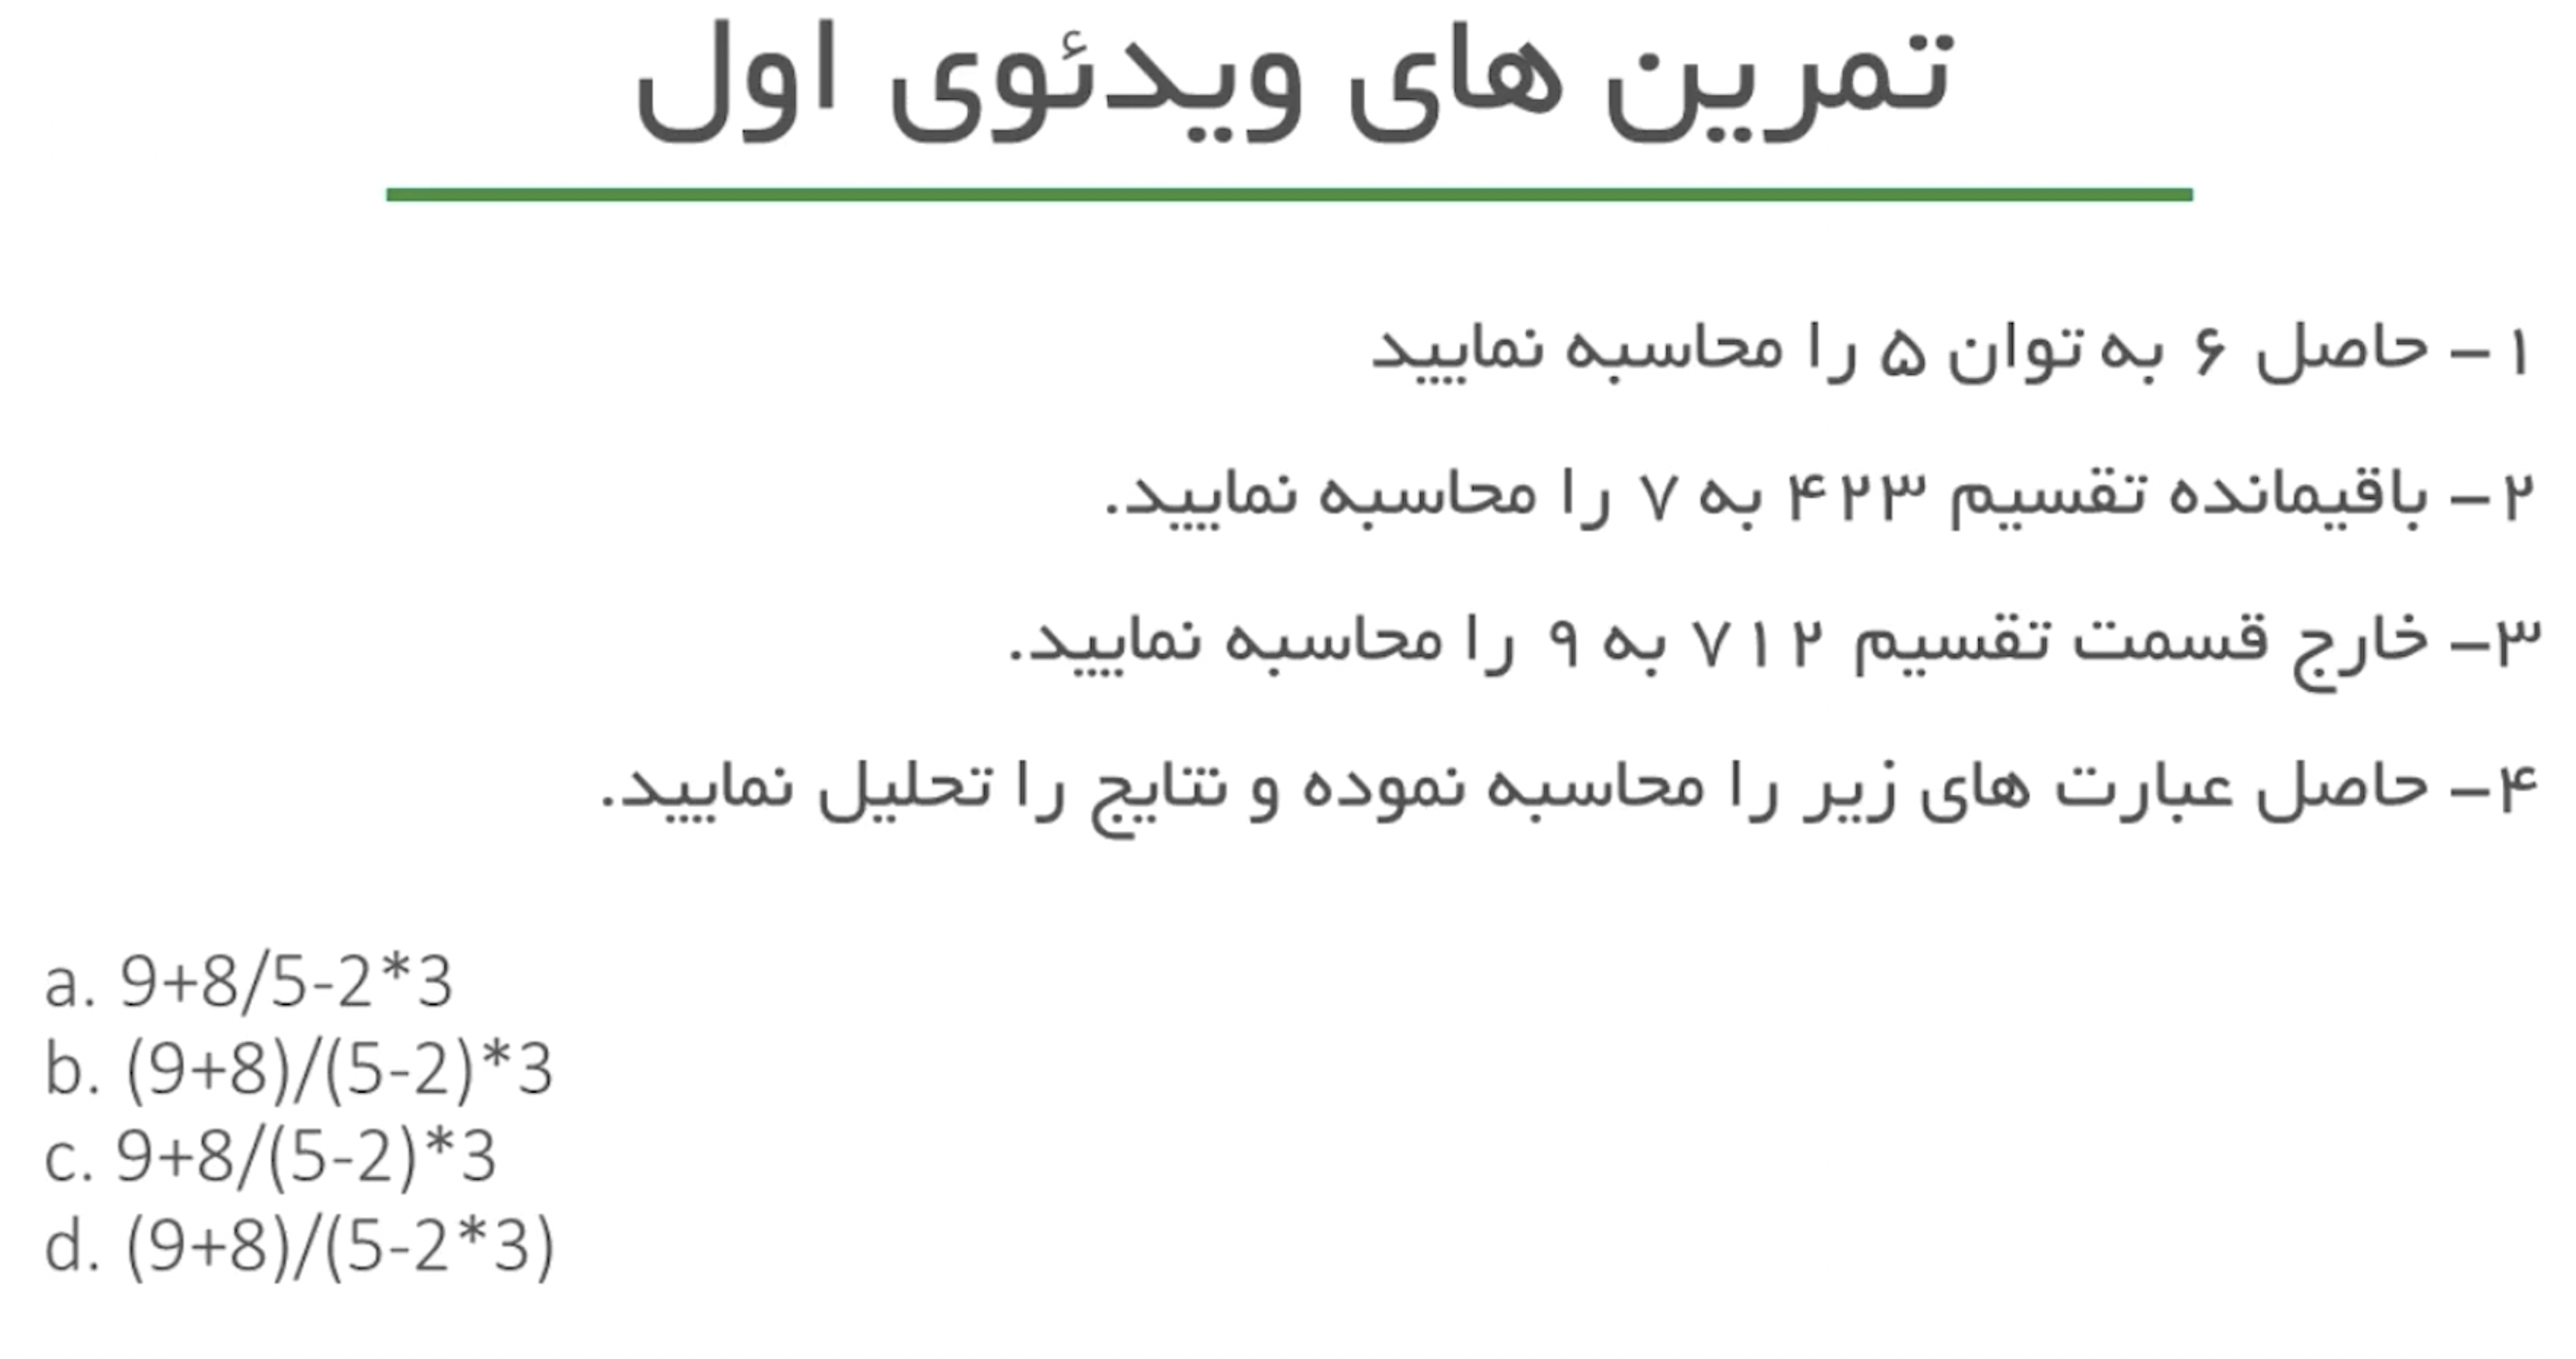 تمرین های ویدئوی اول
۱ – حاصل ۶ به توان ۵ را محاسبه نمایید
۲ – باقیمانده تقسیم ۴۲۳ به ۷ را محاسبه نمایید.
۳– خارج قسمت تقسیم ۷۱۲ به ۹ را محاسبه نمایید.
۴– حاصل عبارت های زیر را محاسبه نموده و نتایج را تحلیل نمایید.
a. 9+8/5-2*3
b. (9+8)/(5-2)*3
c. 9+8/(5-2)*3
d. (9+8)/(5-2*3)